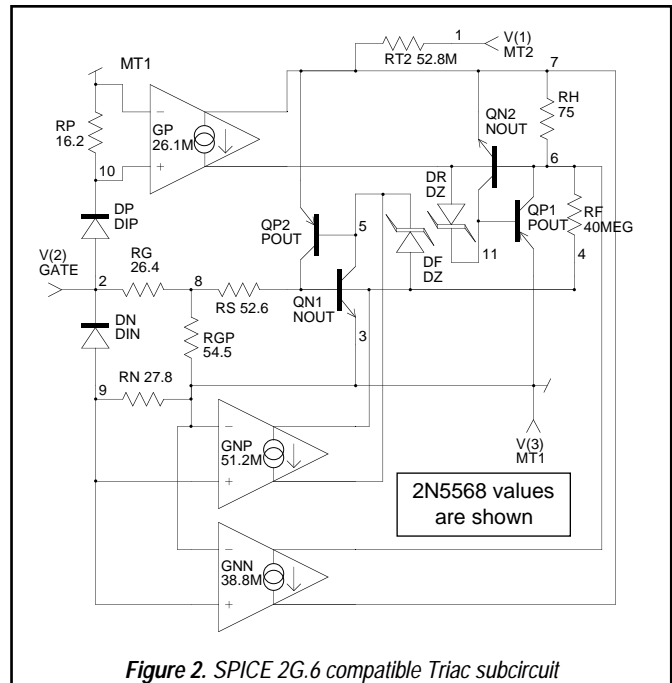 1
V(1)
MT2
RT2 52.8M
MT1
7
RP
16.2
GP
26.1M
QN2
NOUT
RH
75
10
6
DP
DIP
QP2
POUT
5
DR
DZ
QP1
POUT
RF
40MEG
DF
DZ
11
4
V(2)
GATE
2
RG
26.4
8
RS 52.6
QN1
NOUT
DN
DIN
RGP
54.5
3
9
RN 27.8
GNP
51.2M
V(3)
MT1
2N5568 values
are shown
GNN
38.8M
Figure 2. SPICE 2G.6 compatible Triac subcircuit